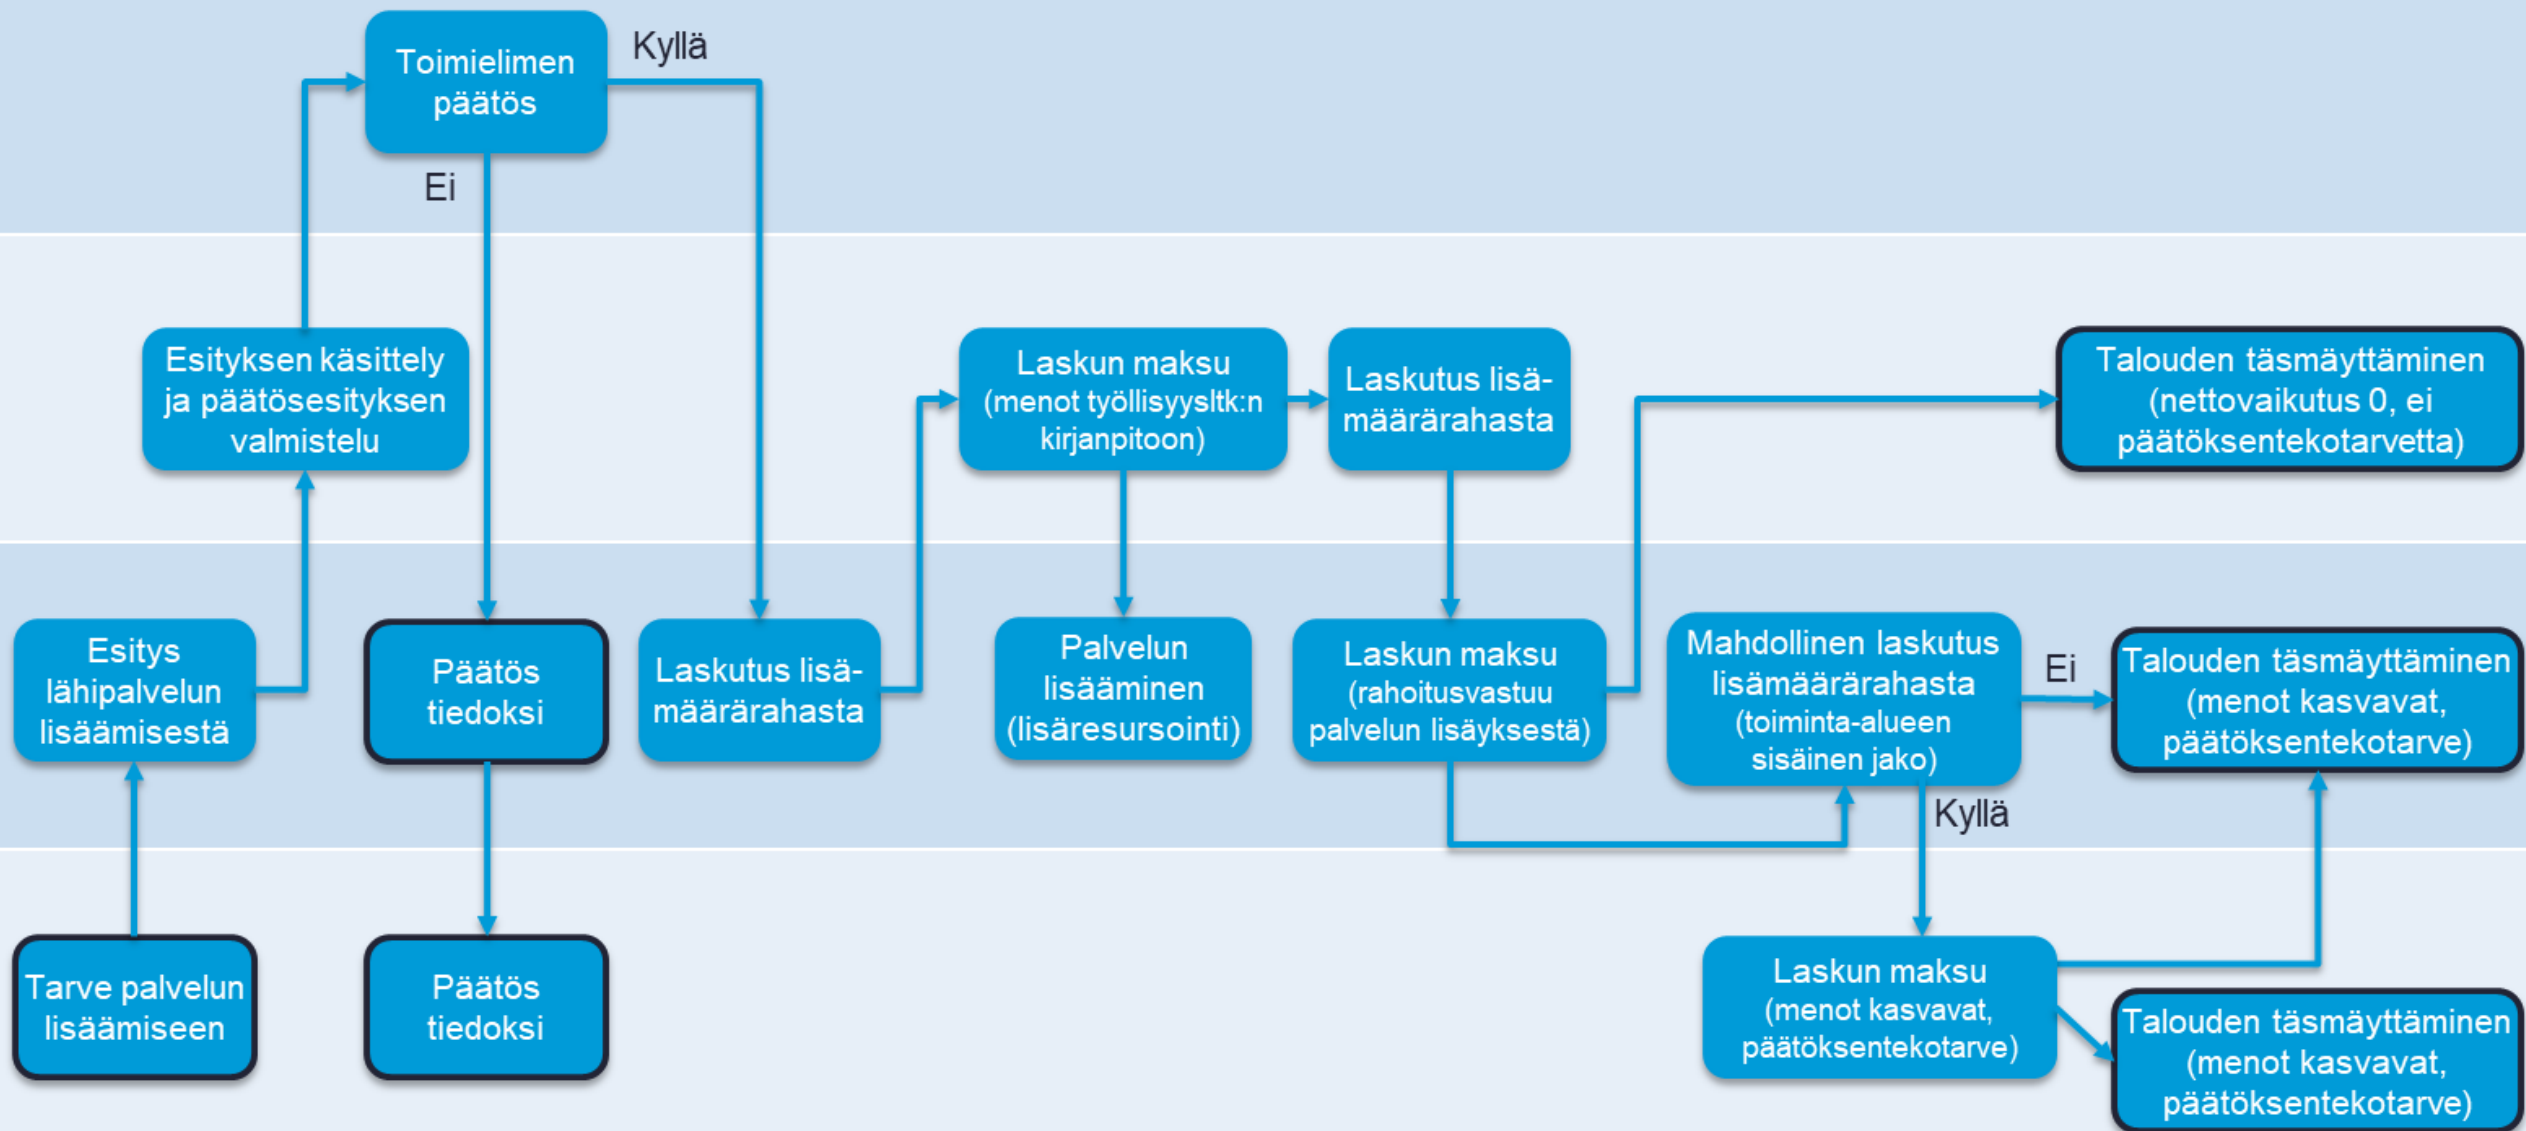 Toimielimen
päätös
Kyllä
Ei
Esityksen käsittely
ja päätösesityksen
valmistelu
Laskun maksu
(menot työllisyysltk:n
kirjanpitoon)
Laskutus lisä-
määrärahasta
Talouden täsmäyttäminen
(nettovaikutus 0, ei
päätöksentekotarvetta)
Esitys
lähipalvelun
lisäämisestä
Päätös
tiedoksi
Laskutus lisä-
määrärahasta
Palvelun
lisääminen
(lisäresursointi)
Laskun maksu
(rahoitusvastuu
palvelun lisäyksestä)
Mahdollinen laskutus
lisämäärärahasta
(toiminta-alueen
sisäinen jako)
Ei
Talouden täsmäyttäminen
(menot kasvavat,
päätöksentekotarve)
Kyllä
Tarve palvelun
lisäämiseen
Päätös
tiedoksi
Laskun maksu
(menot kasvavat,
päätöksentekotarve)
Talouden täsmäyttäminen
(menot kasvavat,
päätöksentekotarve)